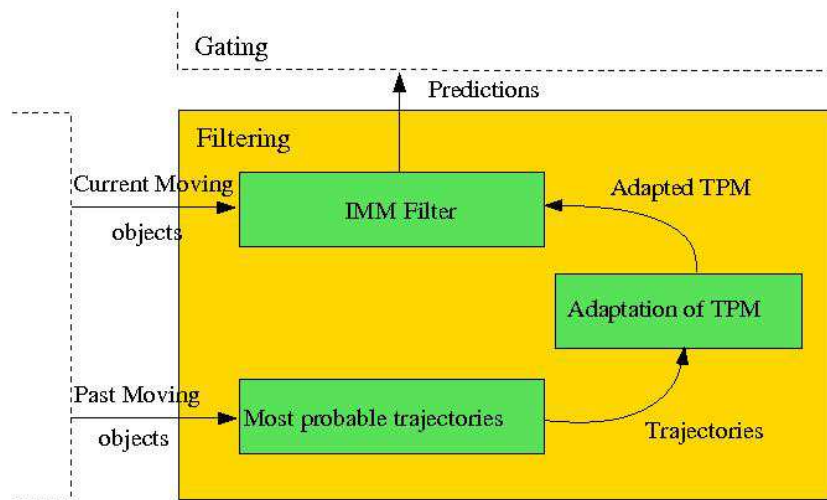 Gating
Predictions
Filtering
Current Moving
objects
IMM Filter
Adapted TPM
Adaptation of TPM
Past Moving
objects
Most probable trajectories
Trajectories